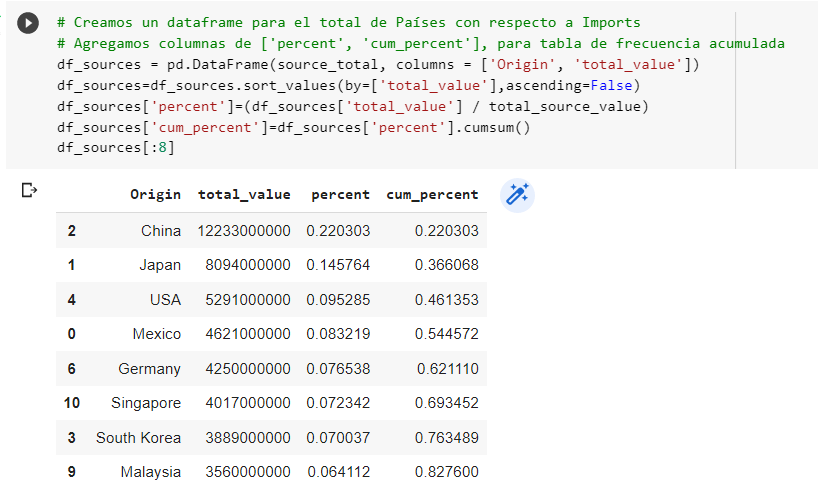 # Creamos un dataframe para el total de Países con respecto a Imports
# Agregamos columnas de ['percent', 'cum_percent'], para tabla de frecuencia acumulada
df_sources = pd.DataFrame(source_total, columns = ['Origin', 'total_value'])
df_sources=df_sources.sort_values(by=['total_value'],ascending=False)
df_sources['percent']=(df_sources['total_value'] / total_source_value)
df_sources['cum_percent']=df_sources['percent'].cumsum()
df_sources[:8]
Origin total_value percent cum_percent
2 China 12233000000 0.220303 0.220303
1 Japan 8094000000 0.145764 0.366068
4 USA 5291000000 0.095285 0.461353
0 Mexico 4621000000 0.083219 0.544572
6 Germany 4250000000 0.076538 0.621110
10 Singapore 4017000000 0.072342 0.693452
3 South Korea 3889000000 0.070037 0.763489
9 Malaysia 3560000000 0.064112 0.827600